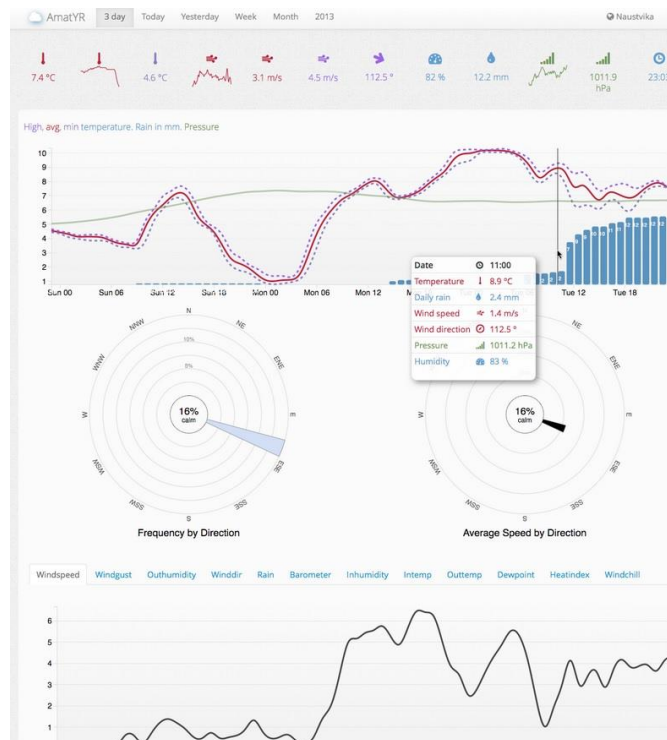 AmatYR 3 day Today Yesterday Week Month 2013 Naustvika
7.4 °C 4.6 °C 3.1 m/s 4.5 m/s 112.5 ° 82 % 12.2 mm 1011.9 hPa
High, avg, min temperature. Rain in mm. Pressure
10
9
8
7
6
5
4
3
2
1
Sun 00 Sun 06 Sun 12 Sun 18 Mon 00 Mon 06 Mon 12 Tue 12 Tue 18
Date 11:00
Temperature 8.9 °C
Daily rain 2.4 mm
Wind speed 1.4 m/s
Wind direction 112.5 °
Pressure 1011.2 hPa
Humidity 83 %
N
NNW NE
WNW ENE
W E
WSW ESE
SSW SSE
S
16%
calm
Frequency by Direction
NE
ENE
W E
WSW ESE
SSW SSE
S
16%
calm
Average Speed by Direction
Windspeed Windgust Outhumidity Winddir Rain Barometer Inhumidity Intemp Outtemp Dewpoint Heatindex Windchill
6
5
4
3
2
1